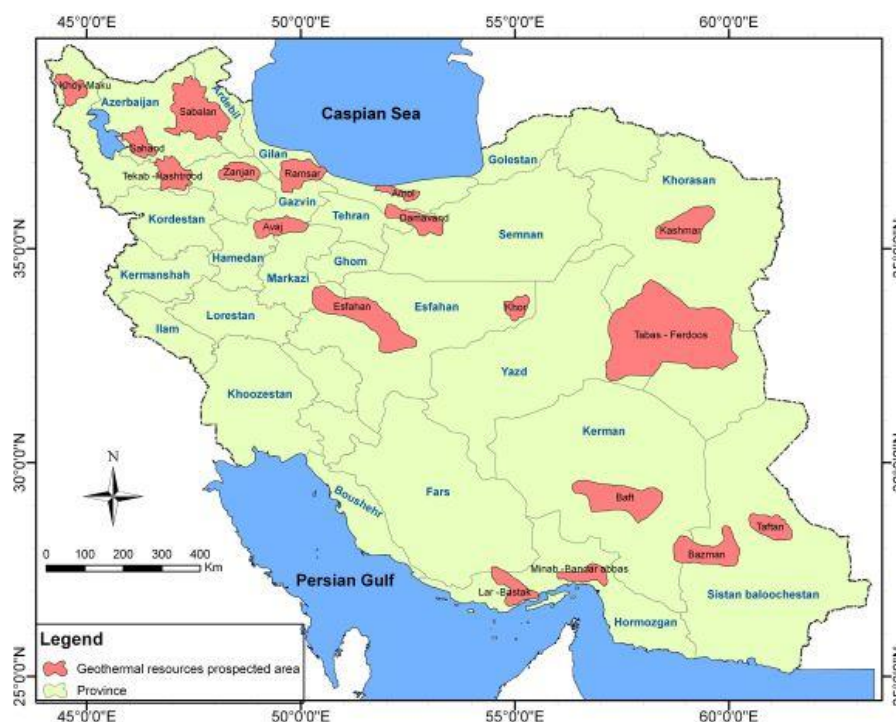 45°0'0"E 50°0'0"E 55°0'0"E 60°0'0"E
Khoy-Maku
Azerbaijan
Ardebil
Sabalan
Caspian Sea
Sahand
Gilan
Golestan
Tekab -Hashtrood
Zanjan
Ramsar
Khorasan
Amol
Gazvin
Kordestan
Tehran
Damavand
Avaj
Kashmar
Semnan
35°0'0"N
Hamedan
Ghom
Kermanshah
Markazi
Esfahan
Esfahan
Khor
Lorestan
Ilam
Tabas - Ferdoos
Yazd
Khoozestan
Kerman
30°0'0"N
N
Boushehr
Fars
Baft
Taftan
Bazman
0 100 200 300 400
Km
Persian Gulf
Minab -Bandar abbas
Lar -Bastak
Sistan baloochestan
Hormozgan
Legend
Geothermal resources prospected area
Province
25°0'0"N
45°0'0"E 50°0'0"E 55°0'0"E 60°0'0"E